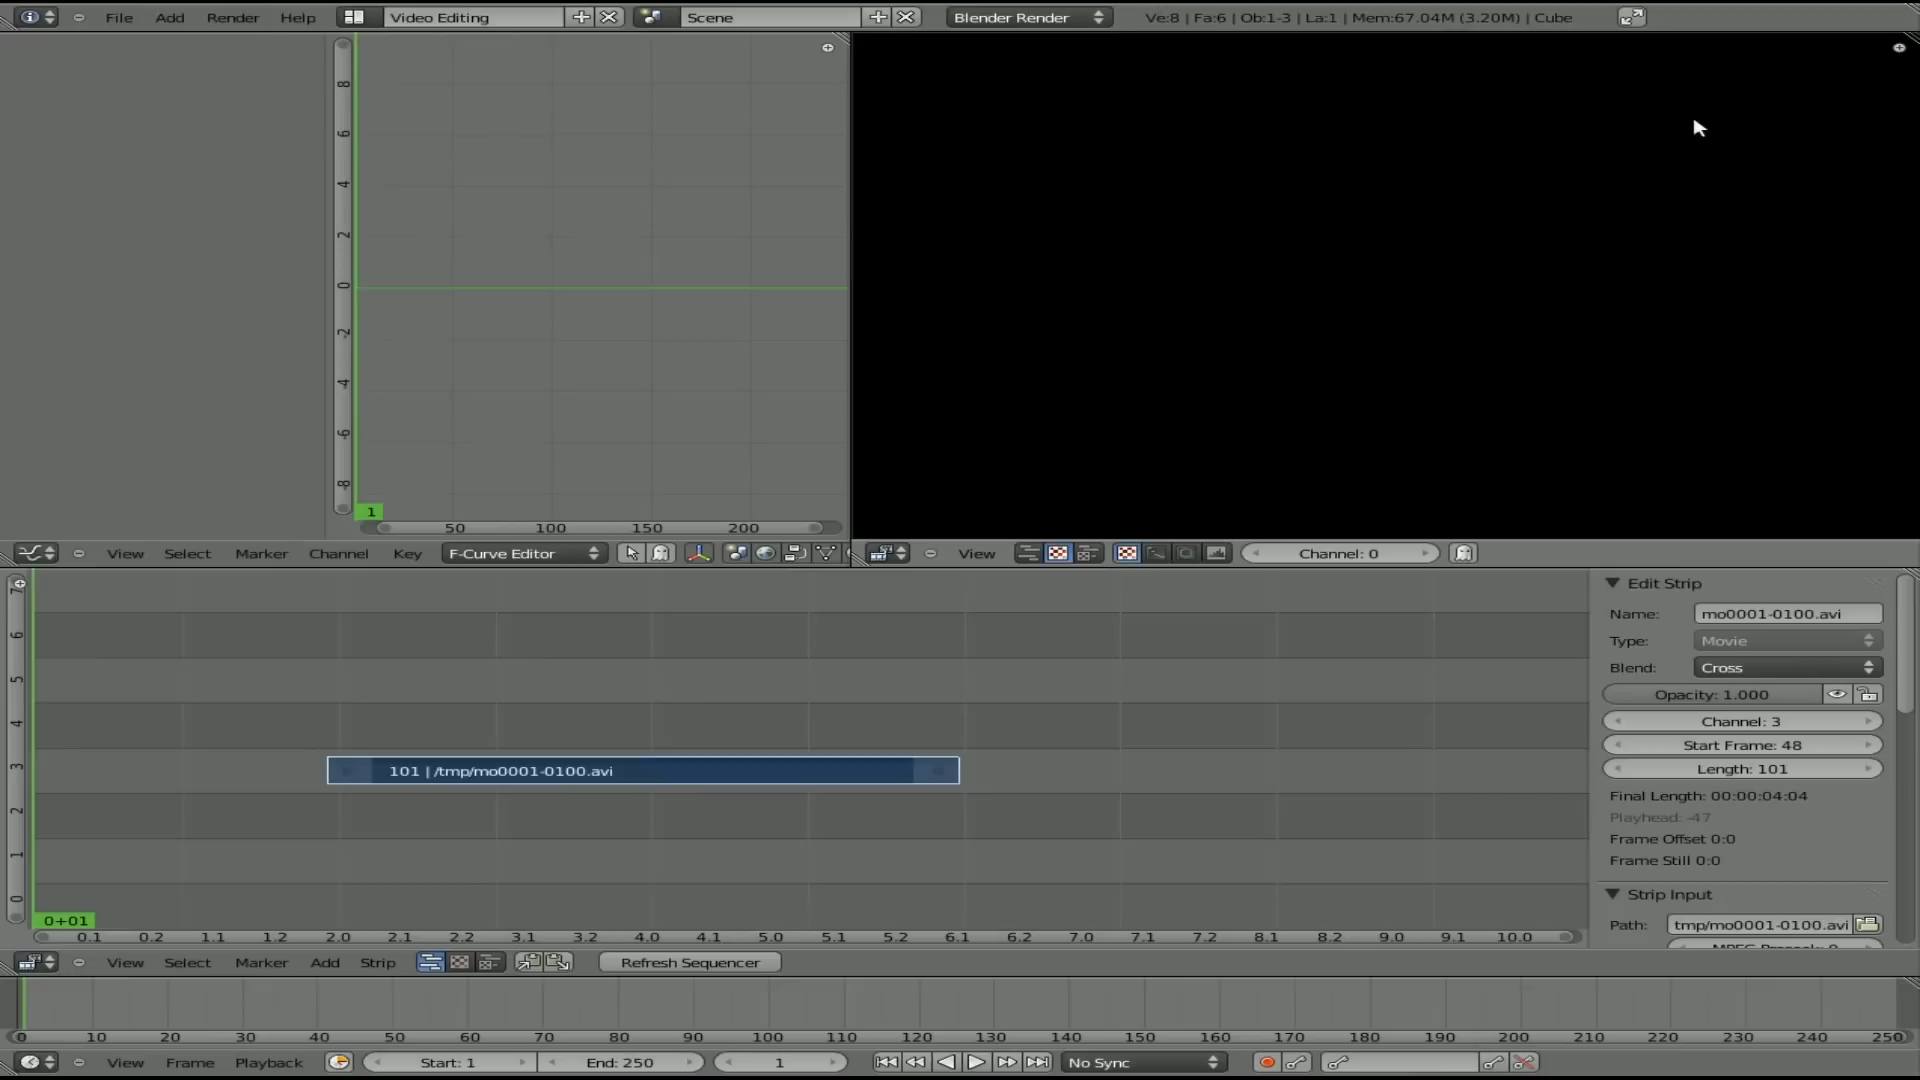 File Add Render Help Video Editing Scene Blender Render Ve:8 | Fa:6 | Ob:1-3 | La:1 | Mem:67.04M (3.20M) | Cube
8
6
4
2
0
-2
-4
-6
-8
1
50 100 150 200
View Select Marker Channel Key F-Curve Editor
View Channel: 0
7
6
5
4
3
2
1
0
101 | /tmp/mo0001-0100.avi
0+01
0.1 0.2 1.1 1.2 2.0 2.1 2.2 3.1 3.2 4.0 4.1 5.0 5.1 5.2 6.1 6.2 7.0 7.1 7.2 8.1 8.2 9.0 9.1 10.0
Edit Strip
Name: mo0001-0100.avi
Type: Movie
Blend: Cross
Opacity: 1.000
Channel: 3
Start Frame: 48
Length: 101
Final Length: 00:00:04:04
Playhead: -47
Frame Offset 0:0
Frame Still 0:0
Strip Input
Path: tmp/mo0001-0100.avi
View Select Marker Add Strip Refresh Sequencer
0 10 20 30 40 50 60 70 80 90 100 110 120 130 140 150 160 170 180 190 200 210 220 230 240 250
View Frame Playback Start: 1 End: 250 1 No Sync